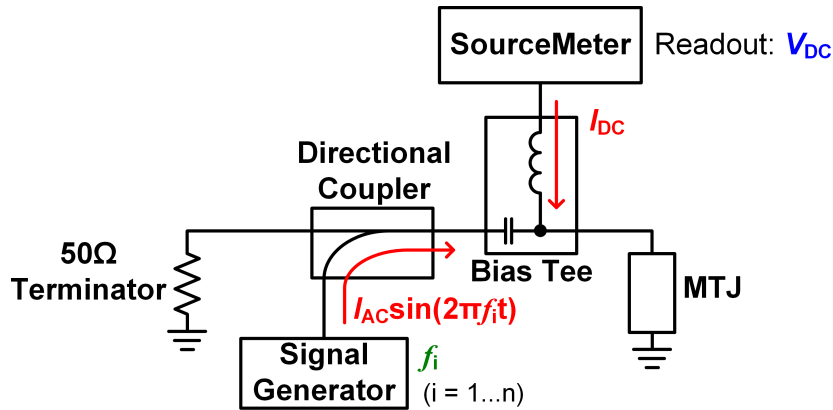 SourceMeter
Readout: VDC
IDC
Directional
Coupler
50Ω
Terminator
Bias Tee
MTJ
IACsin(2πfit)
Signal
Generator
fi
(i = 1...n)